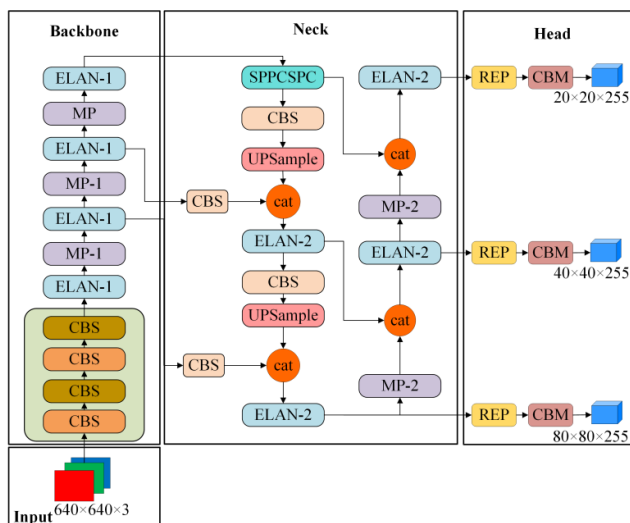 Backbone
ELAN-1
MP
ELAN-1
MP-1
ELAN-1
MP-1
ELAN-1
CBS
CBS
CBS
CBS
Input
640×640×3
Neck
SPPCSPC
CBS
UPSample
CBS
cat
ELAN-2
CBS
UPSample
CBS
cat
ELAN-2
ELAN-2
cat
MP-2
ELAN-2
cat
MP-2
Head
REP
CBM
20×20×255
REP
CBM
40×40×255
REP
CBM
80×80×255